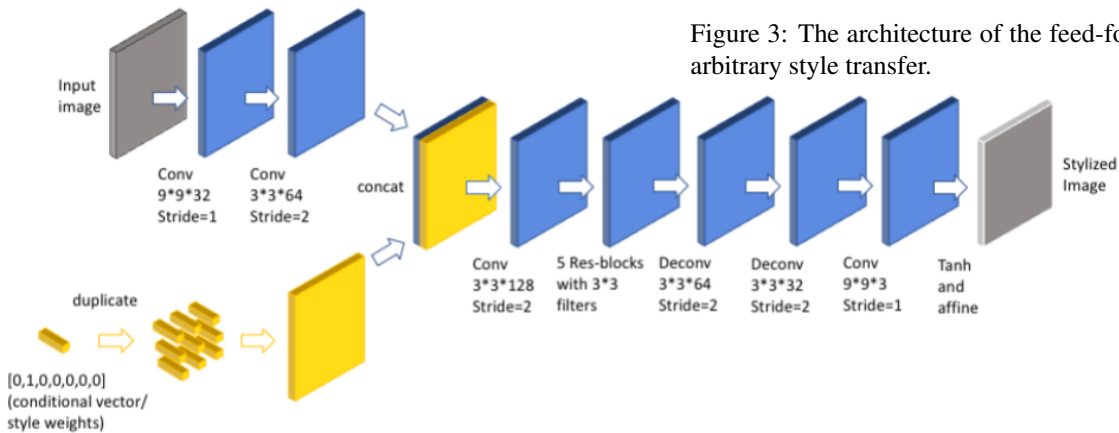 Figure 3: The architecture of the feed-fo
arbitrary style transfer.
Input
image
Conv
9*9*32
Stride=1
Conv
3*3*64
Stride=2
concat
Stylized
Image
Conv
3*3*128
Stride=2
5 Res-blocks
with 3*3
filters
Deconv
3*3*64
Stride=2
Deconv
3*3*32
Stride=2
Conv
9*9*3
Stride=1
Tanh
and
affine
duplicate
[0,1,0,0,0,0,0]
(conditional vector/
style weights)